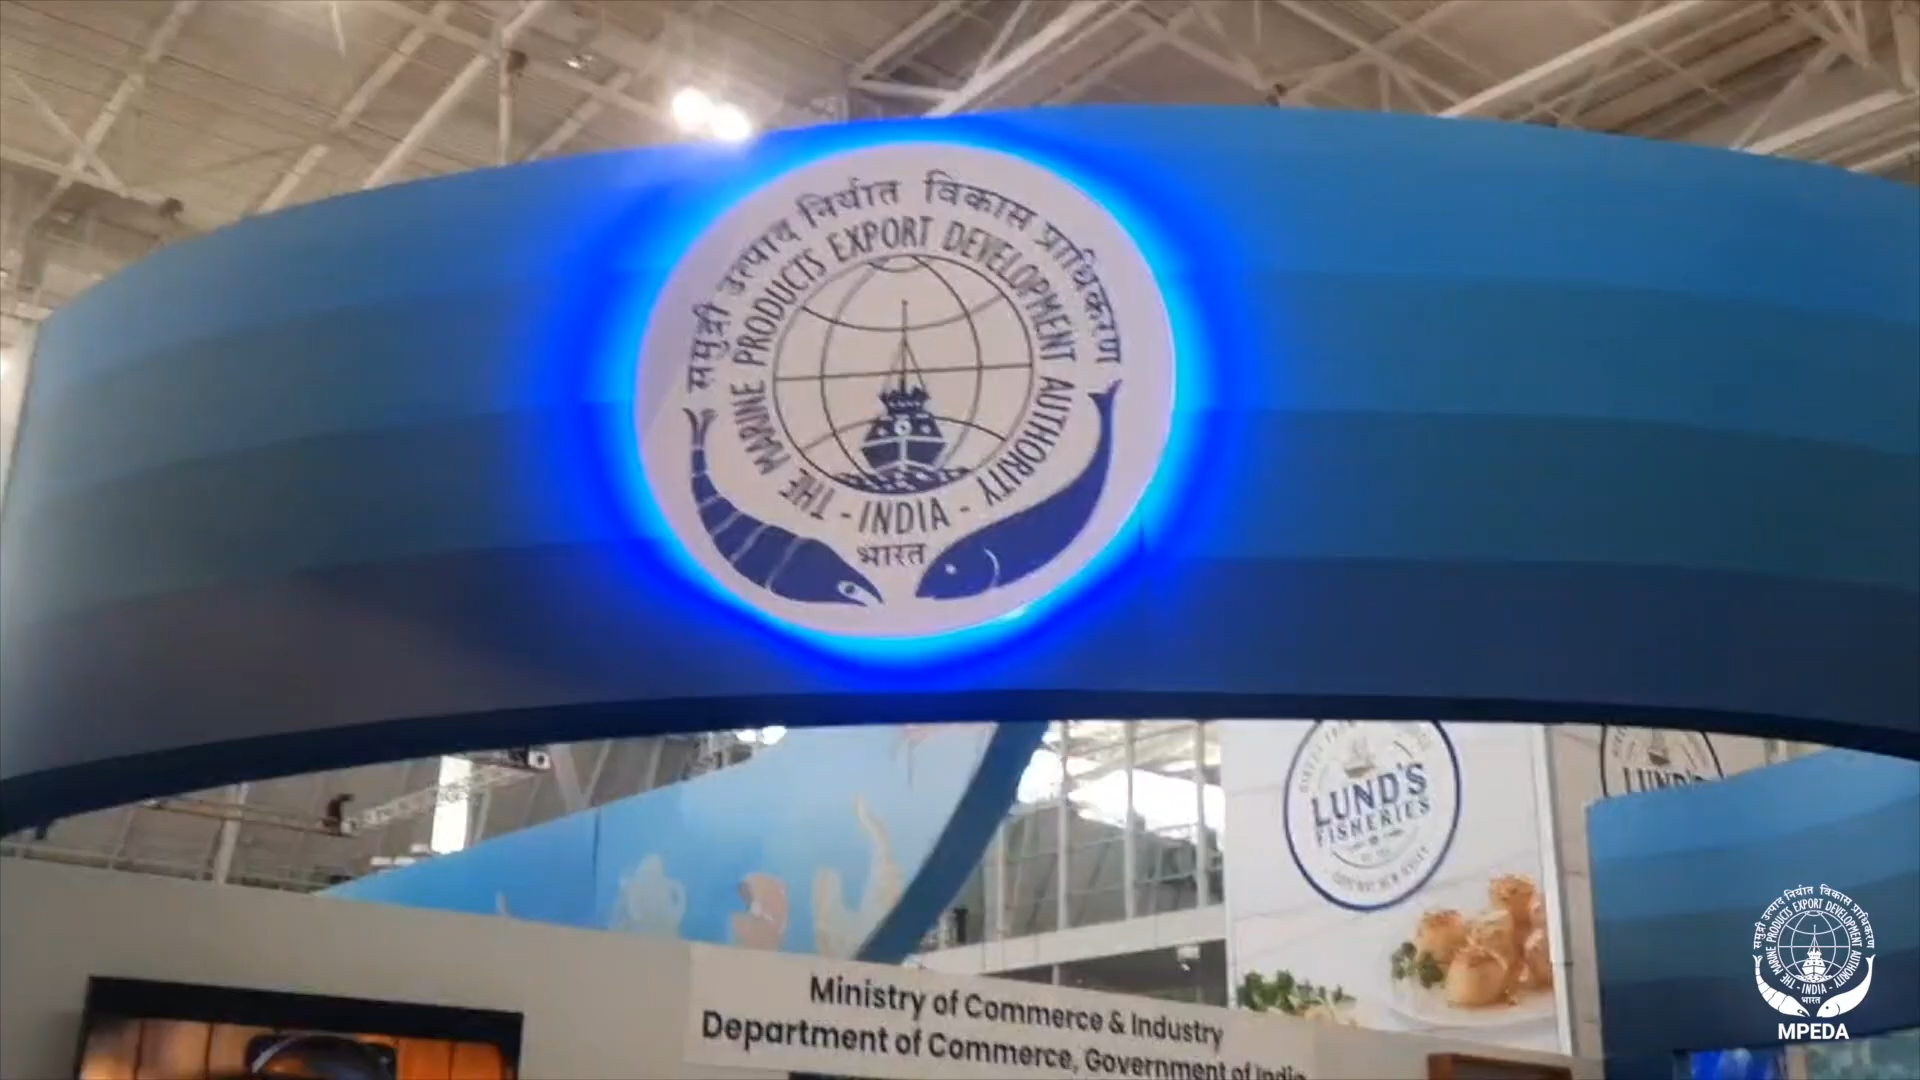 समुद्री उत्पाद निर्यात विकास प्राधिकरण
THE MARINE PRODUCTS EXPORT DEVELOPMENT AUTHORITY
- INDIA -
भारत
LUND'S
FISHERIES
LUND'S
Ministry of Commerce & Industry
Department of Commerce, Government of India
समुद्री उत्पाद निर्यात विकास प्राधिकरण
THE MARINE PRODUCTS EXPORT DEVELOPMENT AUTHORITY
- INDIA -
भारत
MPEDA